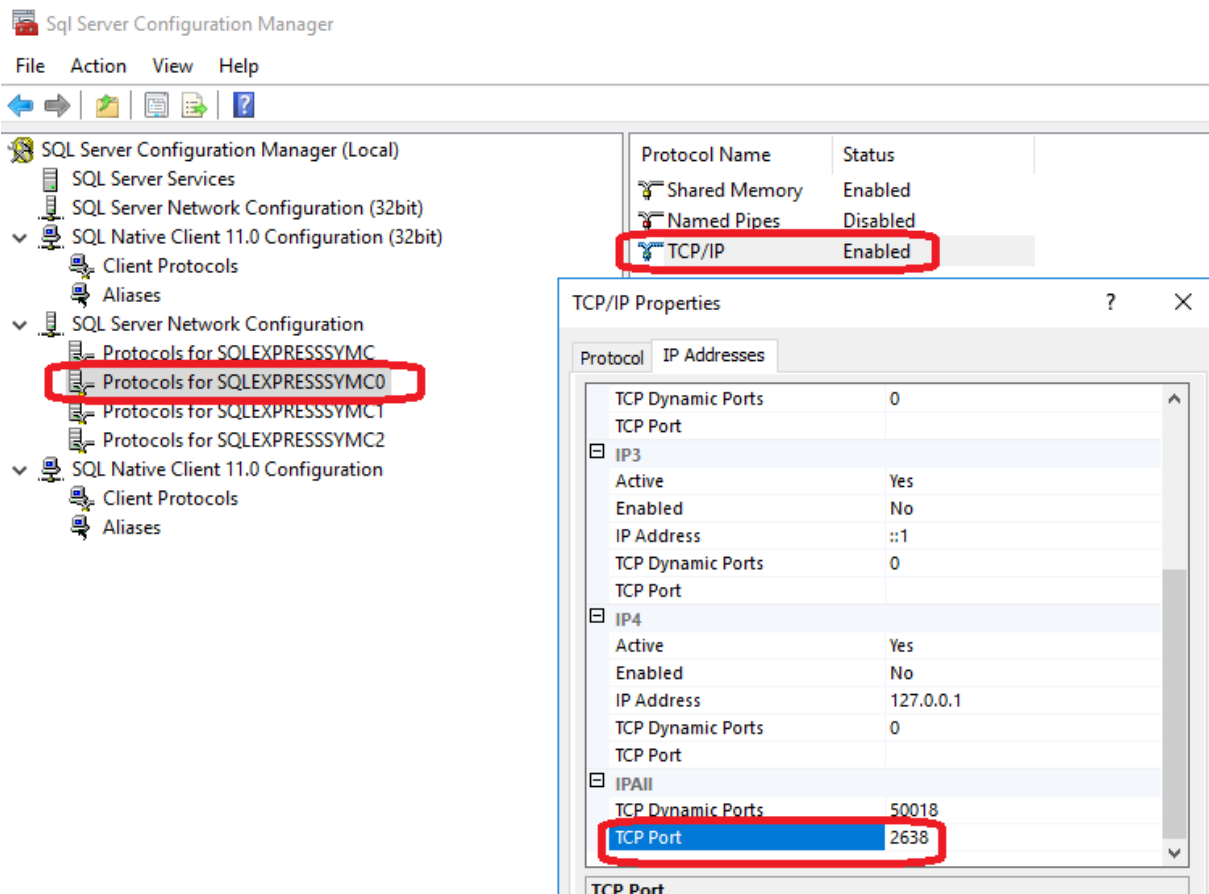 Sql Server Configuration Manager
File Action View Help
SQL Server Configuration Manager (Local)
SQL Server Services
SQL Server Network Configuration (32bit)
SQL Native Client 11.0 Configuration (32bit)
Client Protocols
Aliases
SQL Server Network Configuration
Protocols for SQLEXPRESSSYMC
Protocols for SQLEXPRESSSYMC0
Protocols for SQLEXPRESSSYMC1
Protocols for SQLEXPRESSSYMC2
SQL Native Client 11.0 Configuration
Client Protocols
Aliases
Protocol Name Status
Shared Memory Enabled
Named Pipes Disabled
TCP/IP Enabled
TCP/IP Properties ?
Protocol IP Addresses
TCP Dynamic Ports 0
TCP Port
IP3
Active Yes
Enabled No
IP Address ::1
TCP Dynamic Ports 0
TCP Port
IP4
Active Yes
Enabled No
IP Address 127.0.0.1
TCP Dynamic Ports 0
TCP Port
IPAll
TCP Dynamic Ports 50018
TCP Port 2638
TCP Port